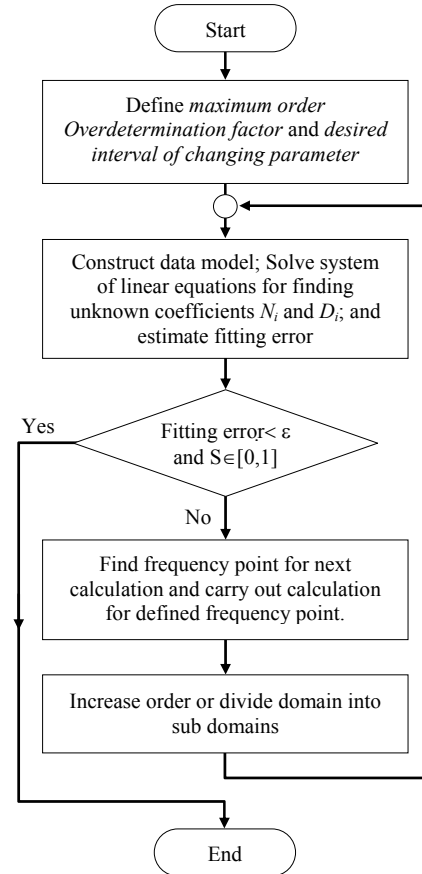 Start
Define maximum order
Overdetermination factor and desired
interval of changing parameter
Construct data model; Solve system
of linear equations for finding
unknown coefficients Nᵢ and Dᵢ; and
estimate fitting error
Yes
Fitting error< ε
and S∈[0,1]
No
Find frequency point for next
calculation and carry out calculation
for defined frequency point.
Increase order or divide domain into
sub domains
End